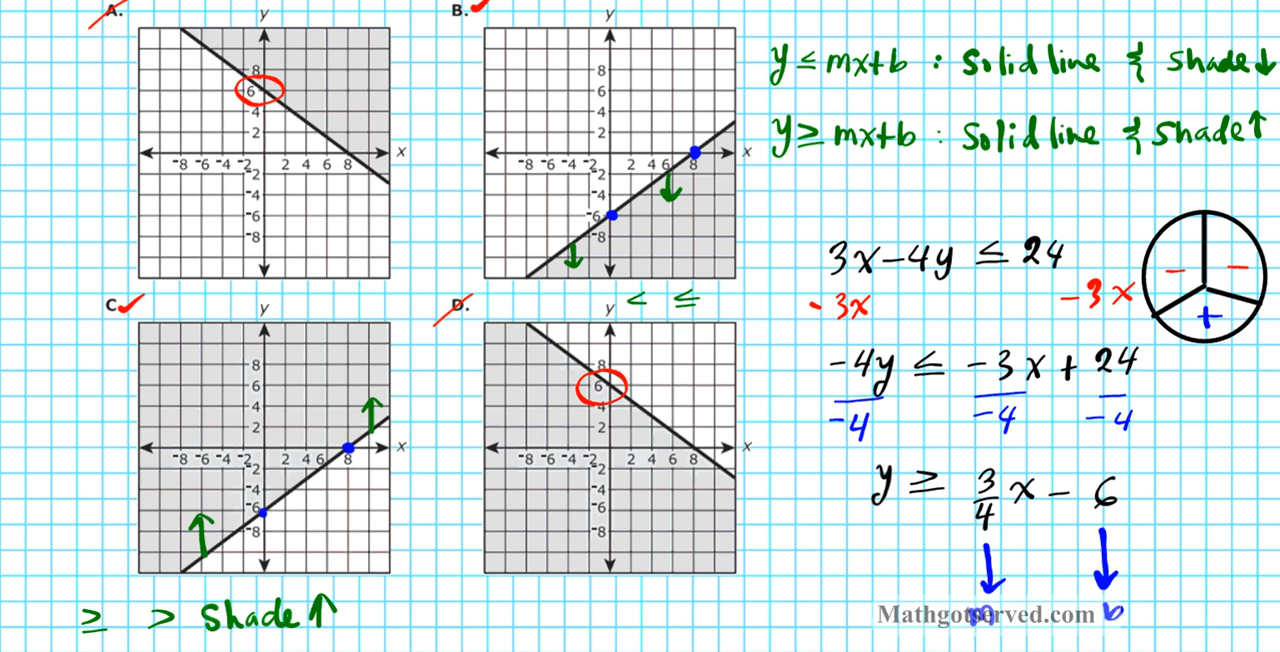 A.
y
8
6
4
2
-8 -6 -4 -2 2 4 6 8 x
-2
-4
-6
-8
B.
y
8
6
4
2
-8 -6 -4 -2 2 4 6 8 x
-2
-4
-6
-8
C.
y
8
6
4
2
-8 -6 -4 -2 2 4 6 8 x
-2
-4
-6
-8
≥ > Shade ↑
D.
y < ≤
8
6
4
2
-8 -6 -4 -2 2 4 6 8 x
-2
-4
-6
-8
y ≤ mx+b : Solid line & Shade ↓
y ≥ mx+b : Solid line & Shade ↑
3x-4y ≤ 24
-3x -3x
- -
+
-4y ≤ -3x + 24
-4 -4 -4
y ≥ 3/4 x - 6
m b
Mathgotserved.com